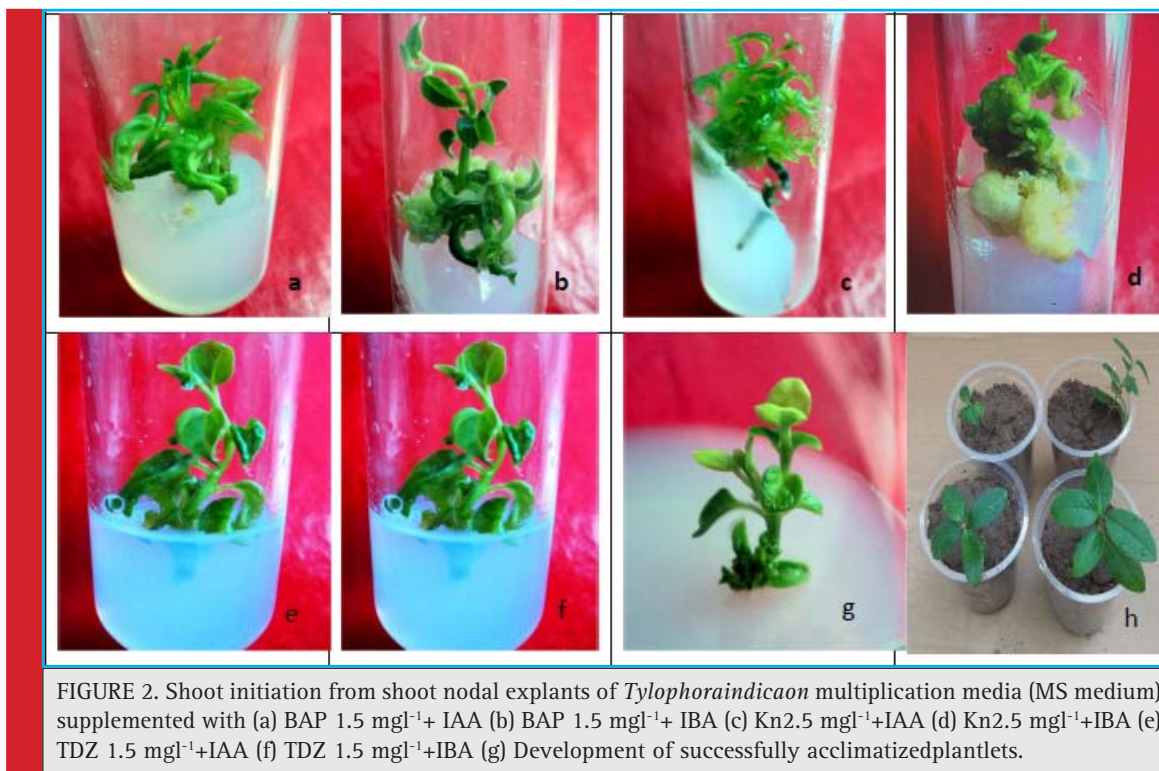 a
b
c
d
e
f
g
h
FIGURE 2. Shoot initiation from shoot nodal explants of Tylophoraindicaon multiplication media (MS medium)
supplemented with (a) BAP 1.5 mgl⁻¹+ IAA (b) BAP 1.5 mgl⁻¹+ IBA (c) Kn2.5 mgl⁻¹+IAA (d) Kn2.5 mgl⁻¹+IBA (e)
TDZ 1.5 mgl⁻¹+IAA (f) TDZ 1.5 mgl⁻¹+IBA (g) Development of successfully acclimatizedplantlets.